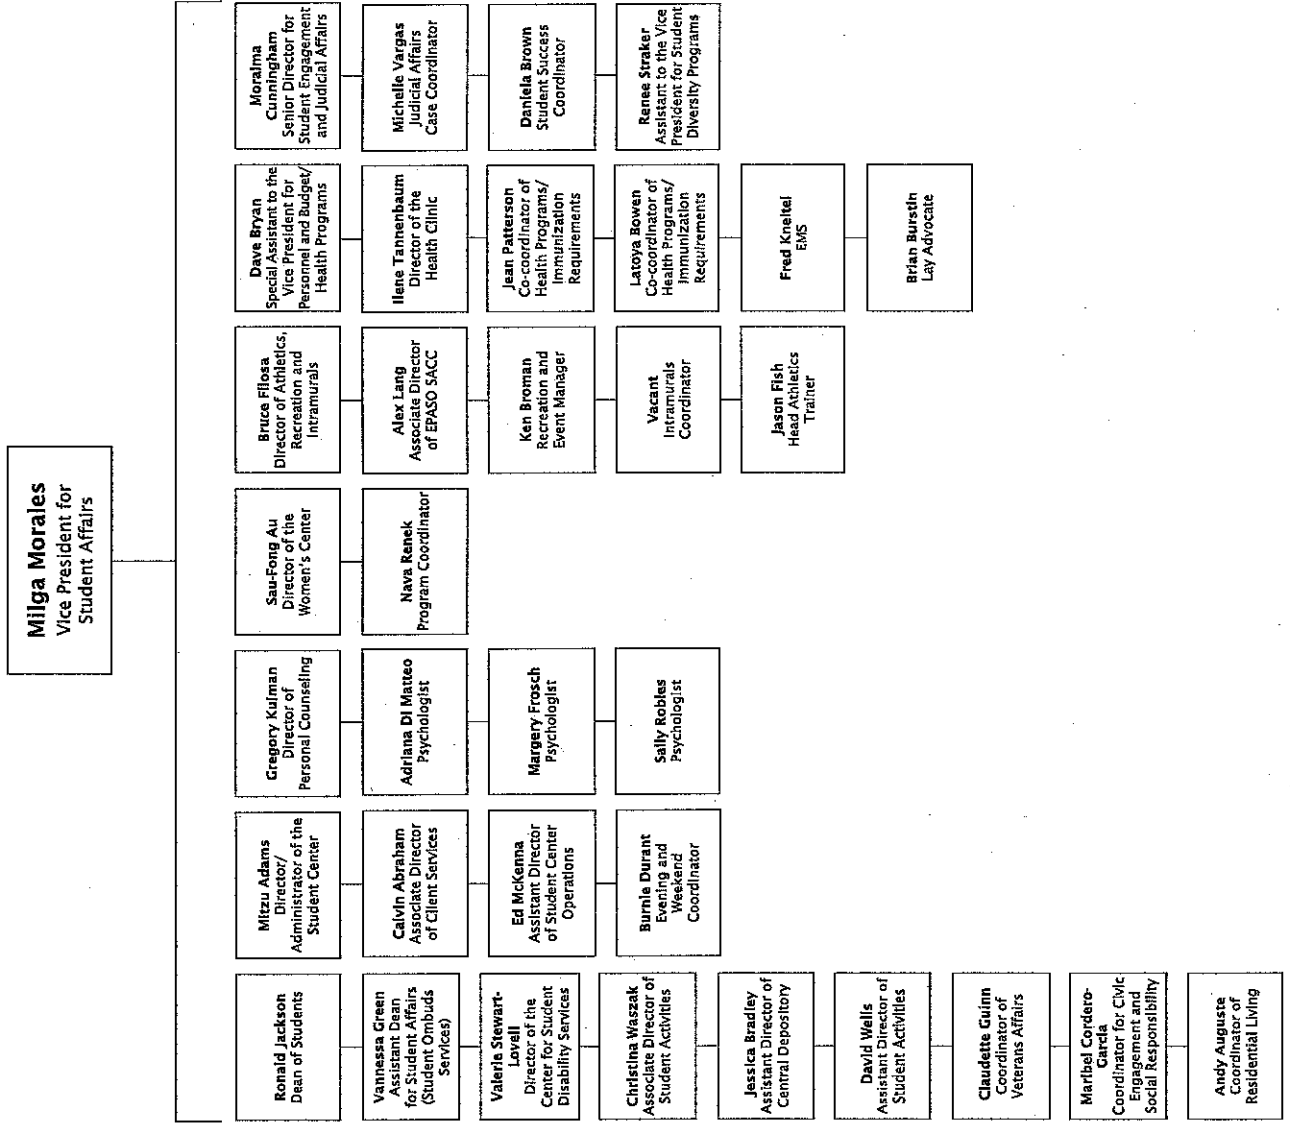 Milga Morales
Vice President for
Student Affairs
Ronald Jackson
Dean of Students
Vannessa Green
Assistant Dean
for Student Affairs
(Student Ombuds
Services)
Valerie Stewart-
Lovell
Director of the
Center for Student
Disability Services
Christina Waszak
Associate Director of
Student Activities
Jessica Bradley
Assistant Director of
Central Depository
David Wells
Assistant Director of
Student Activities
Claudette Guinn
Coordinator of
Veterans Affairs
Maribel Cordero-
Garcia
Coordinator for Civic
Engagement and
Social Responsibility
Andy Auguste
Coordinator of
Residential Living
Mitzu Adams
Director/
Administrator of the
Student Center
Calvin Abraham
Associate Director
of Client Services
Ed McKenna
Assistant Director
of Student Center
Operations
Burnie Durant
Evening and
Weekend
Coordinator
Gregory Kulman
Director of
Personal Counseling
Adriana Di Matteo
Psychologist
Margery Frosch
Psychologist
Sally Robles
Psychologist
Sau-Fong Au
Director of the
Women's Center
Nava Renek
Program Coordinator
Bruce Filosa
Director of Athletics,
Recreation and
Intramurals
Alex Lang
Associate Director
of EPASO SACC
Ken Broman
Recreation and
Event Manager
Vacant
Intramurals
Coordinator
Jason Fish
Head Athletics
Trainer
Dave Bryan
Special Assistant to the
Vice President for
Personnel and Budget/
Health Programs
Ilene Tannenbaum
Director of the
Health Clinic
Jean Patterson
Co-coordinator of
Health Programs/
Immunization
Requirements
Latoya Bowen
Co-coordinator of
Health Programs/
Immunization
Requirements
Fred Kneitel
EMS
Brian Burstin
Lay Advocate
Moraima
Cunningham
Senior Director for
Student Engagement
and Judicial Affairs
Michelle Vargas
Judicial Affairs
Case Coordinator
Daniela Brown
Student Success
Coordinator
Renee Straker
Assistant to the Vice
President for Student
Diversity Programs